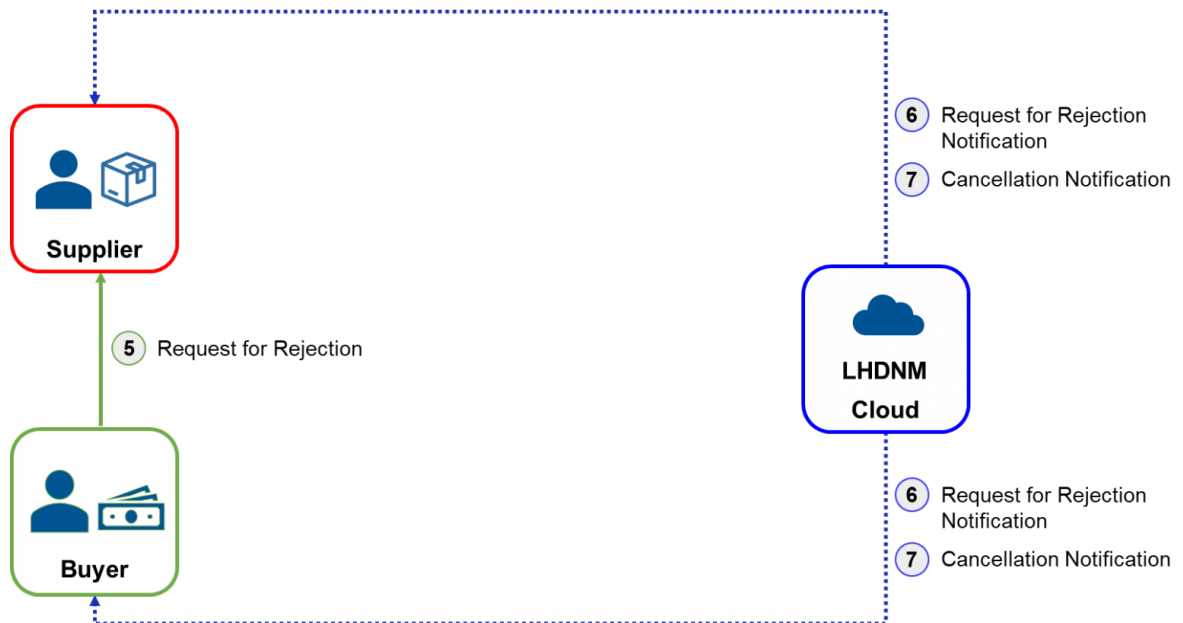 6 Request for Rejection
Notification
7 Cancellation Notification
Supplier
5 Request for Rejection
LHDNM
Cloud
6 Request for Rejection
Notification
7 Cancellation Notification
Buyer